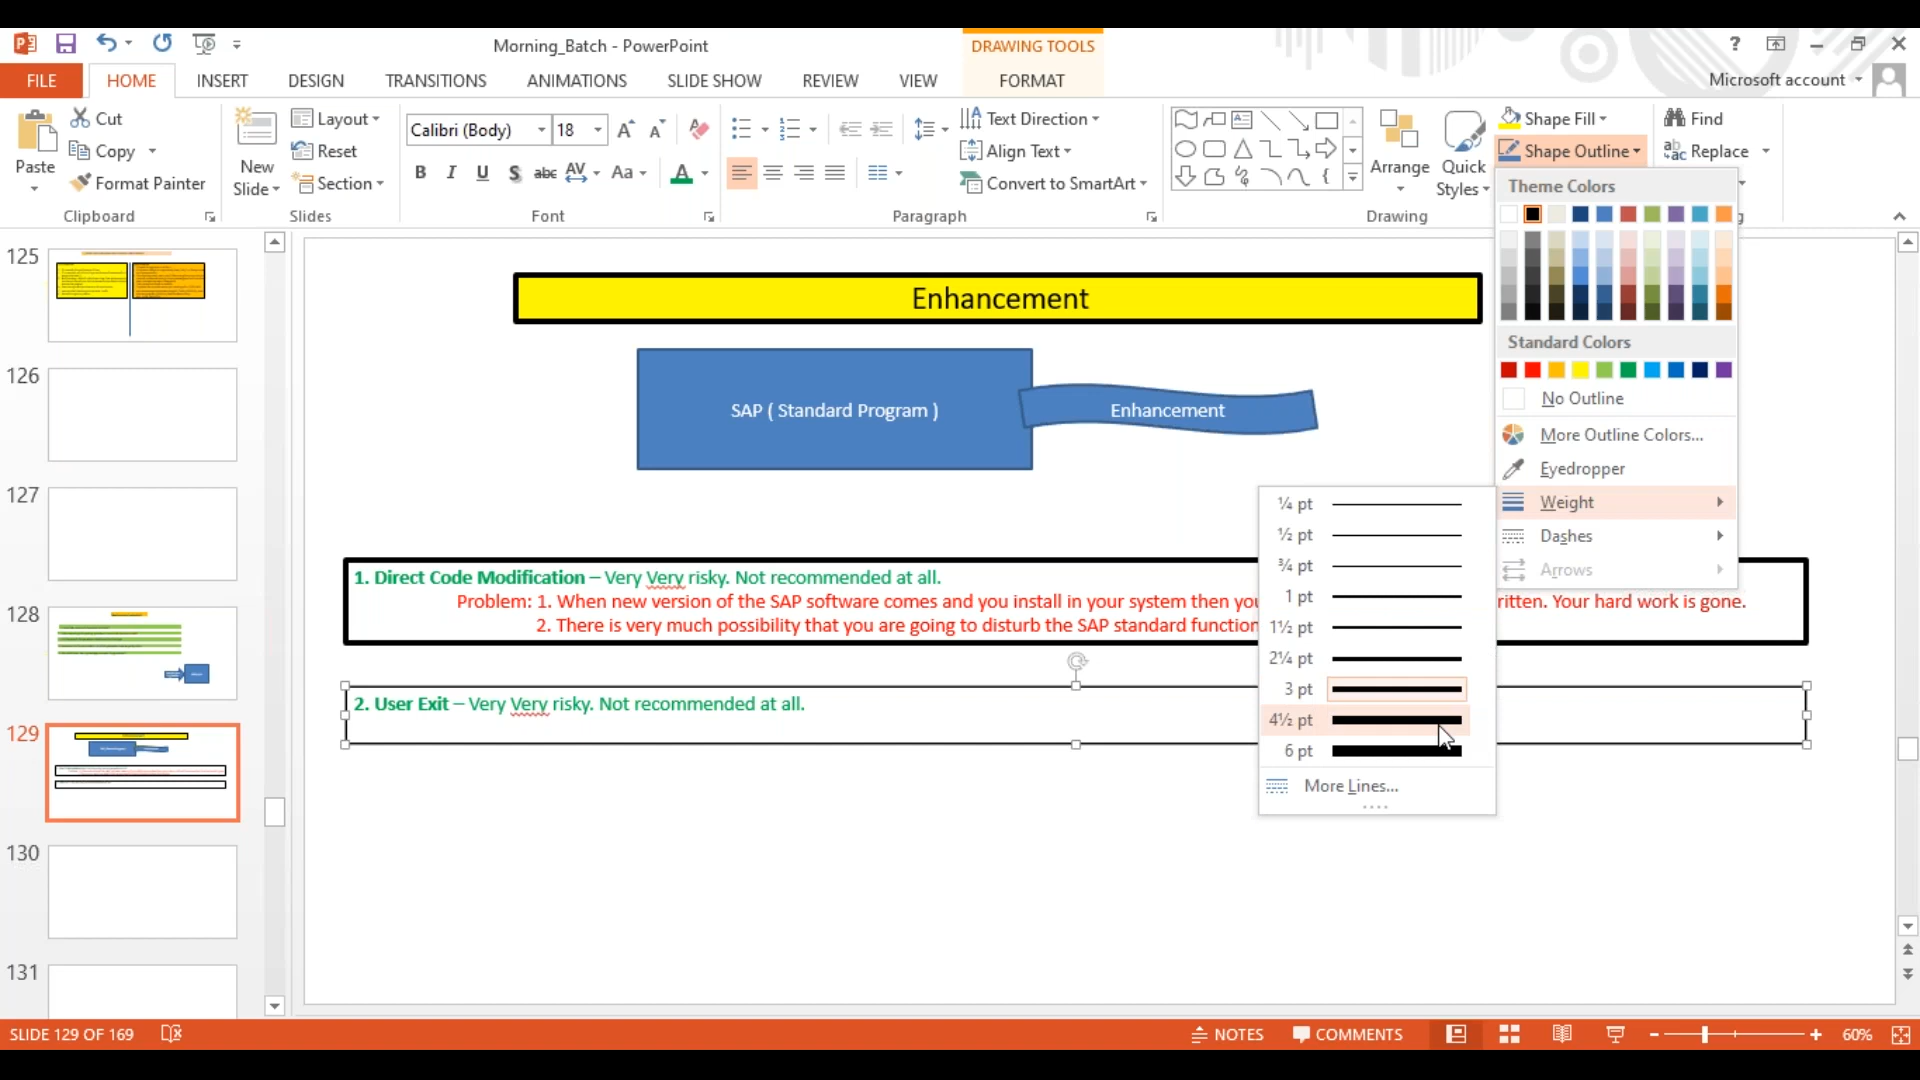 Morning_Batch - PowerPoint
DRAWING TOOLS
?
FILE
HOME
INSERT
DESIGN
TRANSITIONS
ANIMATIONS
SLIDE SHOW
REVIEW
VIEW
FORMAT
Microsoft account
Paste
Cut
Copy
Format Painter
Clipboard
New Slide
Layout
Reset
Section
Slides
Calibri (Body)
18
B I U S abc AV Aa A
Font
Text Direction
Align Text
Convert to SmartArt
Paragraph
Arrange
Quick Styles
Drawing
Shape Fill
Shape Outline
Find
Replace
Theme Colors
Standard Colors
No Outline
More Outline Colors...
Eyedropper
Weight
Dashes
Arrows
¼ pt
½ pt
¾ pt
1 pt
1½ pt
2¼ pt
3 pt
4½ pt
6 pt
More Lines...
125
126
127
128
129
130
131
Enhancement
SAP ( Standard Program )
Enhancement
1. Direct Code Modification – Very Very risky. Not recommended at all.
Problem: 1. When new version of the SAP software comes and you install in your system then ritten. Your hard work is gone.
2. There is very much possibility that you are going to disturb the SAP standard
2. User Exit – Very Very risky. Not recommended at all.
SLIDE 129 OF 169
NOTES
COMMENTS
60%